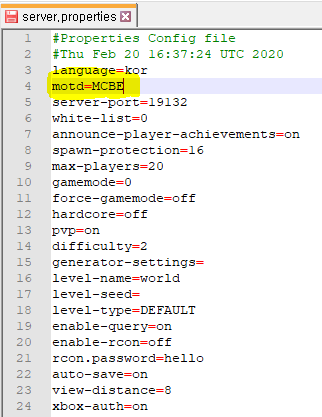 server,properties
1 #Properties Config file
2 #Thu Feb 20 16:37:24 UTC 2020
3 language=kor
4 motd=MCBE
5 server-port=19132
6 white-list=0
7 announce-player-achievements=on
8 spawn-protection=16
9 max-players=20
10 gamemode=0
11 force-gamemode=off
12 hardcore=off
13 pvp=on
14 difficulty=2
15 generator-settings=
16 level-name=world
17 level-seed=
18 level-type=DEFAULT
19 enable-query=on
20 enable-rcon=off
21 rcon.password=hello
22 auto-save=on
23 view-distance=8
24 xbox-auth=on